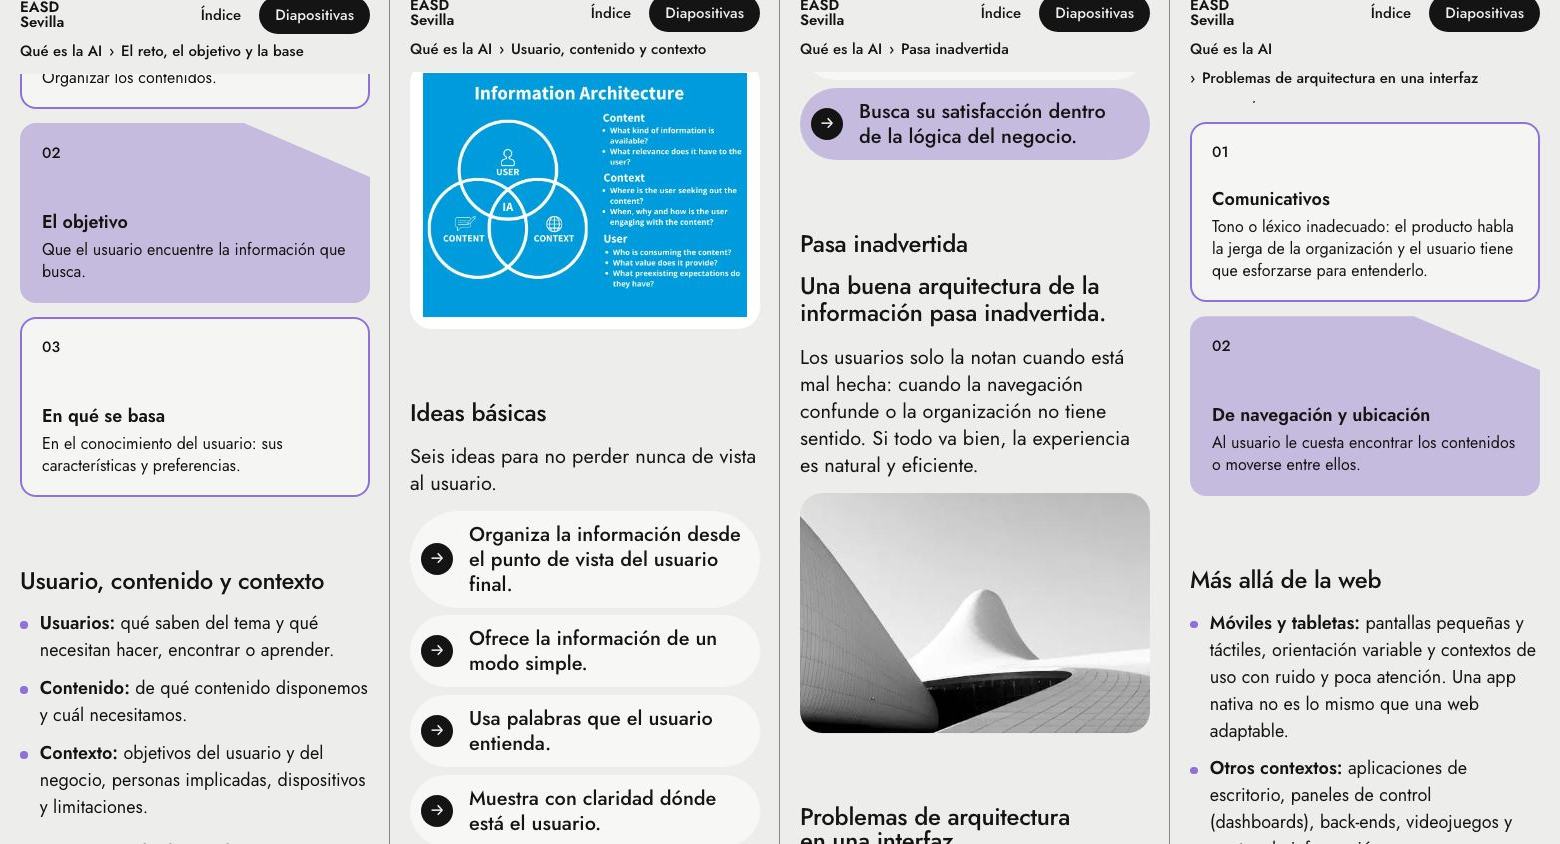 EASD
Sevilla
Índice
Diapositivas
Qué es la AI › El reto, el objetivo y la base
Organizar los contenidos.
02
El objetivo
Que el usuario encuentre la información que
busca.
03
En qué se basa
En el conocimiento del usuario: sus
características y preferencias.
Usuario, contenido y contexto
Usuarios: qué saben del tema y qué
necesitan hacer, encontrar o aprender.
Contenido: de qué contenido disponemos
y cuál necesitamos.
Contexto: objetivos del usuario y del
negocio, personas implicadas, dispositivos
y limitaciones.
EASD
Sevilla
Índice
Diapositivas
Qué es la AI › Usuario, contenido y contexto
Information Architecture
USER
IA
CONTENT
CONTEXT
Content
What kind of information is
available?
What relevance does it have to the
user?
Context
Where is the user seeking out the
content?
When, why and how is the user
engaging with the content?
User
Who is consuming the content?
What value does it provide?
What preexisting expectations do
they have?
Ideas básicas
Seis ideas para no perder nunca de vista
al usuario.
Organiza la información desde
el punto de vista del usuario
final.
Ofrece la información de un
modo simple.
Usa palabras que el usuario
entienda.
Muestra con claridad dónde
está el usuario.
EASD
Sevilla
Índice
Diapositivas
Qué es la AI › Pasa inadvertida
Busca su satisfacción dentro
de la lógica del negocio.
Pasa inadvertida
Una buena arquitectura de la
información pasa inadvertida.
Los usuarios solo la notan cuando está
mal hecha: cuando la navegación
confunde o la organización no tiene
sentido. Si todo va bien, la experiencia
es natural y eficiente.
Problemas de arquitectura
en una interfaz
EASD
Sevilla
Índice
Diapositivas
Qué es la AI
› Problemas de arquitectura en una interfaz
01
Comunicativos
Tono o léxico inadecuado: el producto habla
la jerga de la organización y el usuario tiene
que esforzarse para entenderlo.
02
De navegación y ubicación
Al usuario le cuesta encontrar los contenidos
o moverse entre ellos.
Más allá de la web
Móviles y tabletas: pantallas pequeñas y
táctiles, orientación variable y contextos de
uso con ruido y poca atención. Una app
nativa no es lo mismo que una web
adaptable.
Otros contextos: aplicaciones de
escritorio, paneles de control
(dashboards), back-ends, videojuegos y